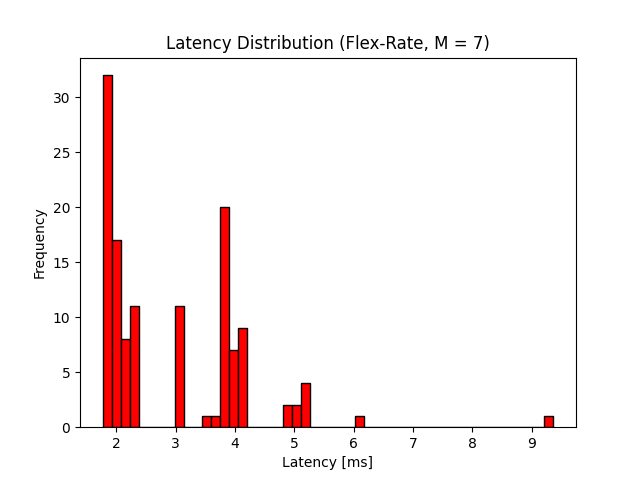 Latency Distribution (Flex-Rate, M = 7)
Frequency
30
25
20
15
10
5
0
2 3 4 5 6 7 8 9
Latency [ms]